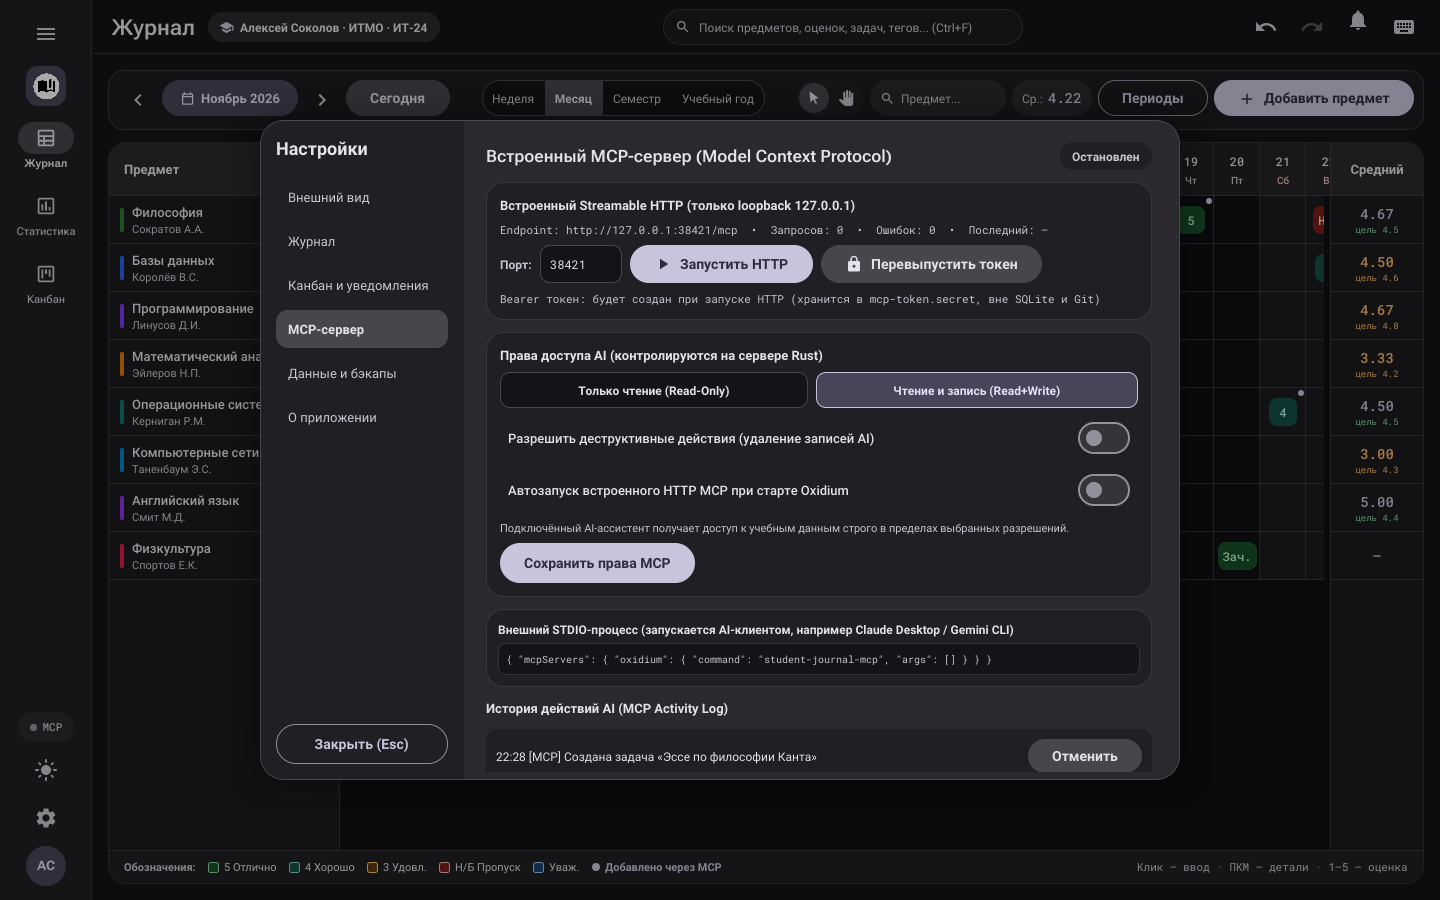 Журнал
Алексей Соколов · ИТМО · ИТ-24
Поиск предметов, оценок, задач, тегов... (Ctrl+F)
Ноябрь 2026
Сегодня
Неделя
Месяц
Семестр
Учебный год
Предмет...
Ср.: 4.22
Периоды
Добавить предмет
Журнал
Статистика
Канбан
MCP
АС
Предмет
19
Чт
20
Пт
21
Сб
Средний
Философия
Сократов А.А.
5
4.67
цель 4.5
Базы данных
Королёв В.С.
4.50
цель 4.6
Программирование
Линусов Д.И.
4.67
цель 4.8
Математический
Эйлеров Н.П.
3.33
цель 4.2
Операционные
Керниган Р.М.
4
4.50
цель 4.5
Компьютерные сети
Таненбаум Э.С.
3.00
цель 4.3
Английский язык
Смит М.Д.
5.00
цель 4.4
Физкультура
Спортов Е.К.
Зач.
—
Настройки
Внешний вид
Журнал
Канбан и уведомления
MCP-сервер
Данные и бэкапы
О приложении
Закрыть (Esc)
Встроенный MCP-сервер (Model Context Protocol)
Остановлен
Встроенный Streamable HTTP (только loopback 127.0.0.1)
Endpoint: http://127.0.0.1:38421/mcp • Запросов: 0 • Ошибок: 0 • Последний: —
Порт: 38421
Запустить HTTP
Перевыпустить токен
Bearer токен: будет создан при запуске HTTP (хранится в mcp-token.secret, вне SQLite и Git)
Права доступа AI (контролируются на сервере Rust)
Только чтение (Read-Only)
Чтение и запись (Read+Write)
Разрешить деструктивные действия (удаление записей AI)
Автозапуск встроенного HTTP MCP при старте Oxidium
Подключённый AI-ассистент получает доступ к учебным данным строго в пределах выбранных разрешений.
Сохранить права MCP
Внешний STDIO-процесс (запускается AI-клиентом, например Claude Desktop / Gemini CLI)
{ "mcpServers": { "oxidium": { "command": "student-journal-mcp", "args": [] } } }
История действий AI (MCP Activity Log)
22:28 [MCP] Создана задача «Эссе по философии Канта»
Отменить
Обозначения:
5 Отлично
4 Хорошо
3 Удовл.
Н/Б Пропуск
Уваж.
Добавлено через MCP
Клик — ввод · ПКМ — детали · 1–5 — оценка